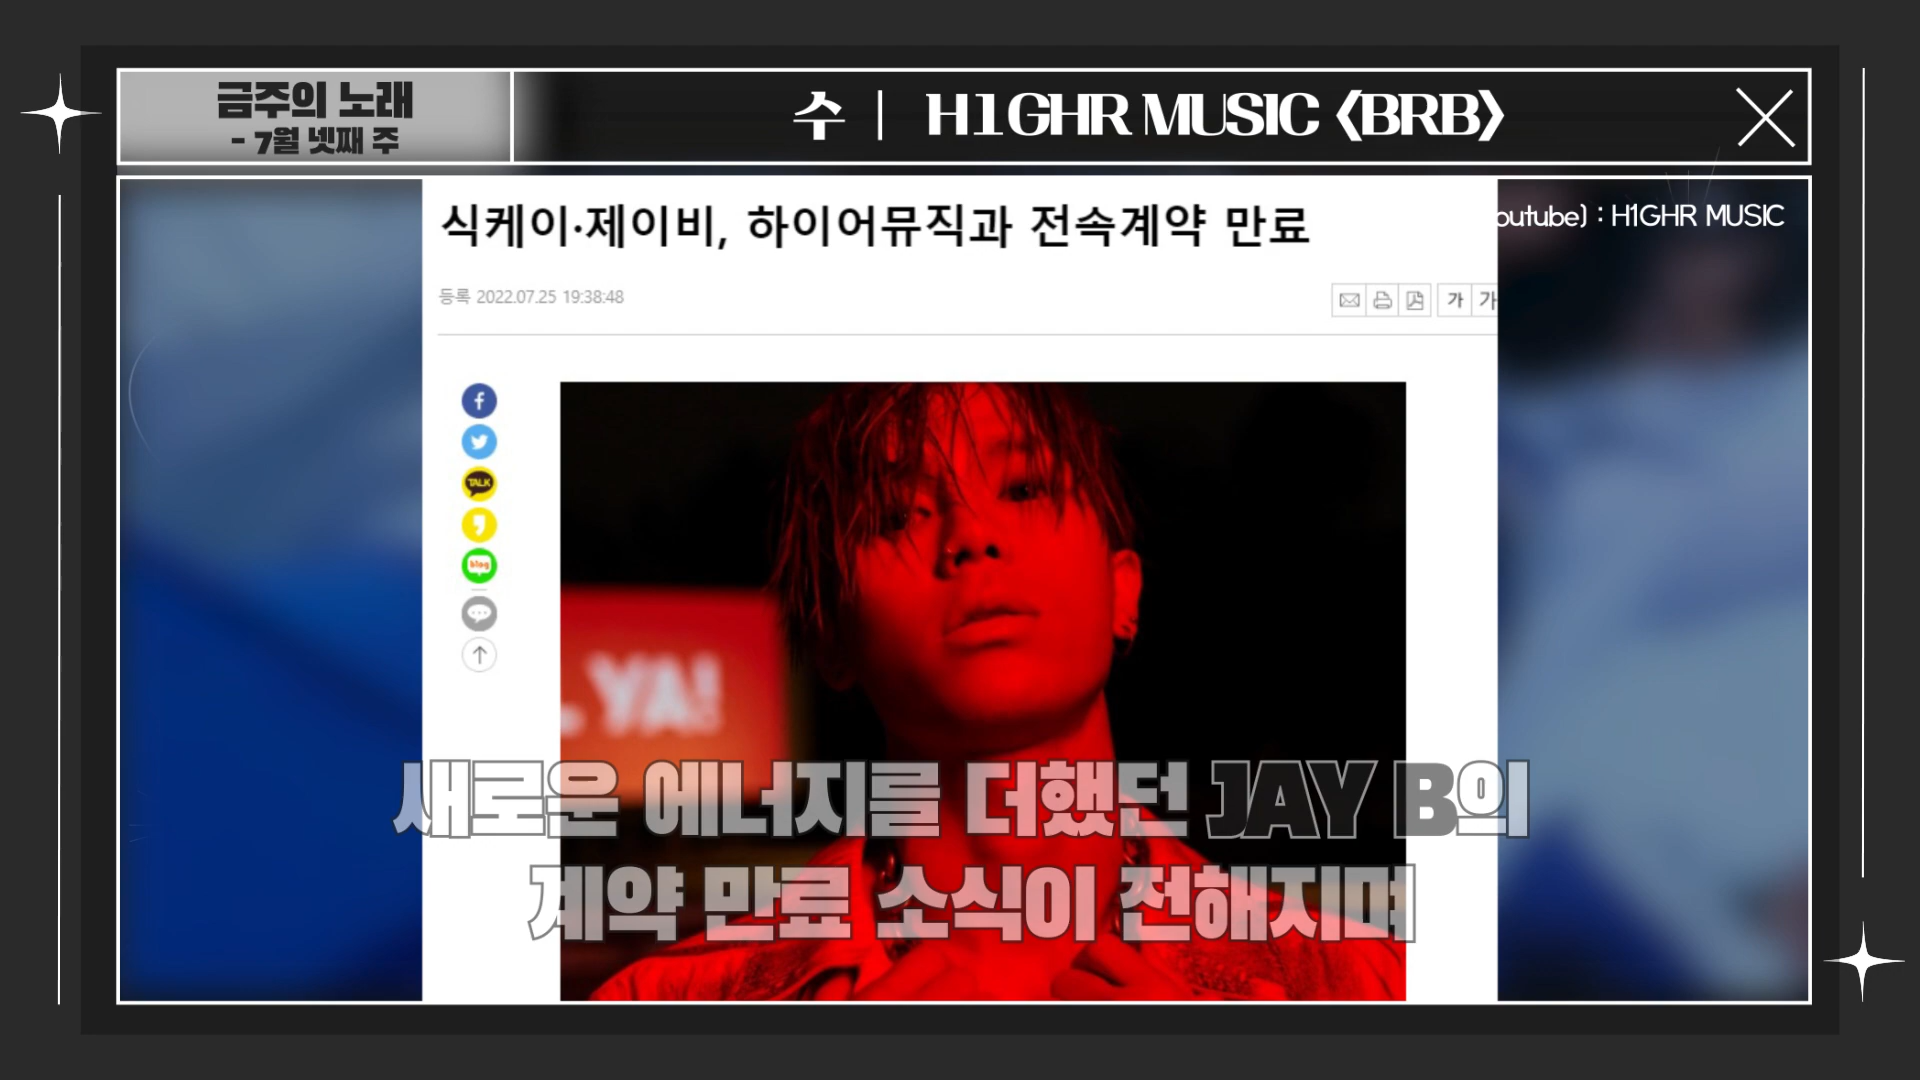 금주의 노래
- 7월 넷째 주
수 | H1GHR MUSIC 《BRB》
outube) : H1GHR MUSIC
식케이·제이비, 하이어뮤직과 전속계약 만료
등록 2022.07.25 19:38:48
가 가
f
TALK
blog
YA!
새로운 에너지를 더했던 JAY B의
계약 만료 소식이 전해지며